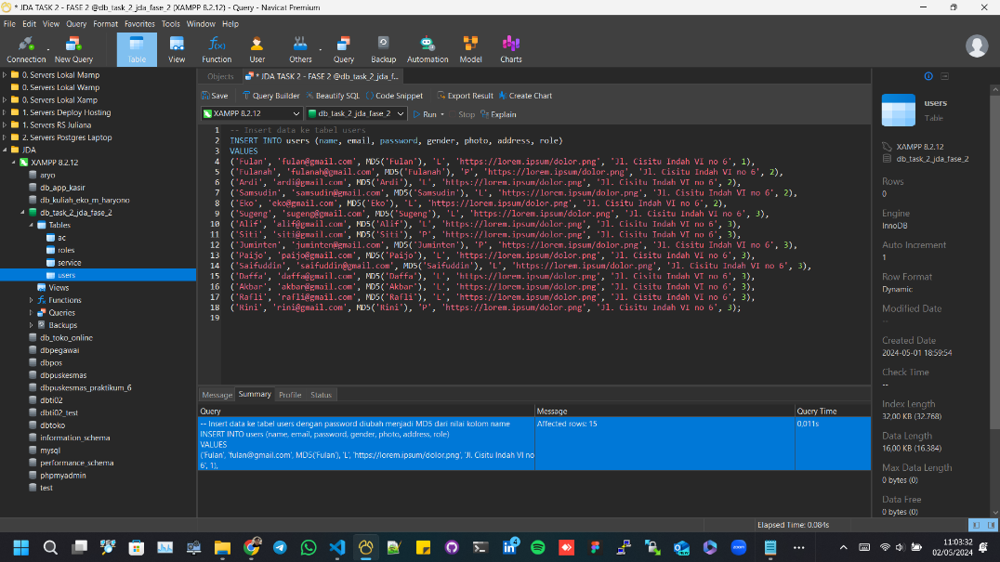 * JDA TASK 2 - FASE 2 @db_task_2_jda_fase_2 (XAMPP 8.2.12) - Query - Navicat Premium
File Edit View Query Format Favorites Tools Window Help
Connection New Query Table View Function User Others Query Backup Automation Model Charts
0. Servers Lokal Mamp
0. Servers Lokal Wamp
0. Servers Lokal Xamp
1. Servers Deploy Hosting
1. Servers RS Juliana
2. Servers Postgres Laptop
JDA
XAMPP 8.2.12
aryo
db_app_kasir
db_kuliah_eko_m_haryono
db_task_2_jda_fase_2
Tables
ac
roles
service
users
Views
Functions
Queries
Backups
db_toko_online
dbpegawai
dbpos
dbpuskesmas
dbpuskesmas_praktikum_6
dbti02
dbti02_test
dbtoko
information_schema
mysql
performance_schema
phpmyadmin
test
Objects * JDA TASK 2 - FASE 2 @db_task_2_jda_f...
Save Query Builder Beautify SQL () Code Snippet Export Result Create Chart
XAMPP 8.2.12 db_task_2_jda_fase_2 Run Stop Explain
1 -- Insert data ke tabel users
2 INSERT INTO users (name, email, password, gender, photo, address, role)
3 VALUES
4 ('Fulan', 'fulan@gmail.com', MD5('Fulan'), 'L', 'https://lorem.ipsum/dolor.png', 'Jl. Cisitu Indah VI no 6', 1),
5 ('Fulanah', 'fulanah@gmail.com', MD5('Fulanah'), 'P', 'https://lorem.ipsum/dolor.png', 'Jl. Cisitu Indah VI no 6', 2),
6 ('Ardi', 'ardi@gmail.com', MD5('Ardi'), 'L', 'https://lorem.ipsum/dolor.png', 'Jl. Cisitu Indah VI no 6', 2),
7 ('Samsudin', 'samsudin@gmail.com', MD5('Samsudin'), 'L', 'https://lorem.ipsum/dolor.png', 'Jl. Cisitu Indah VI no 6', 2),
8 ('Eko', 'eko@gmail.com', MD5('Eko'), 'L', 'https://lorem.ipsum/dolor.png', 'Jl. Cisitu Indah VI no 6', 2),
9 ('Sugeng', 'sugeng@gmail.com', MD5('Sugeng'), 'L', 'https://lorem.ipsum/dolor.png', 'Jl. Cisitu Indah VI no 6', 3),
10 ('Alif', 'alif@gmail.com', MD5('Alif'), 'L', 'https://lorem.ipsum/dolor.png', 'Jl. Cisitu Indah VI no 6', 3),
11 ('Siti', 'siti@gmail.com', MD5('Siti'), 'P', 'https://lorem.ipsum/dolor.png', 'Jl. Cisitu Indah VI no 6', 3),
12 ('Juminten', 'juminten@gmail.com', MD5('Juminten'), 'P', 'https://lorem.ipsum/dolor.png', 'Jl. Cisitu Indah VI no 6', 3),
13 ('Paijo', 'paijo@gmail.com', MD5('Paijo'), 'L', 'https://lorem.ipsum/dolor.png', 'Jl. Cisitu Indah VI no 6', 3),
14 ('Saifuddin', 'saifuddin@gmail.com', MD5('Saifuddin'), 'L', 'https://lorem.ipsum/dolor.png', 'Jl. Cisitu Indah VI no 6', 3),
15 ('Daffa', 'daffa@gmail.com', MD5('Daffa'), 'L', 'https://lorem.ipsum/dolor.png', 'Jl. Cisitu Indah VI no 6', 3),
16 ('Akbar', 'akbar@gmail.com', MD5('Akbar'), 'L', 'https://lorem.ipsum/dolor.png', 'Jl. Cisitu Indah VI no 6', 3),
17 ('Rafli', 'rafli@gmail.com', MD5('Rafli'), 'L', 'https://lorem.ipsum/dolor.png', 'Jl. Cisitu Indah VI no 6', 3),
18 ('Rini', 'rini@gmail.com', MD5('Rini'), 'P', 'https://lorem.ipsum/dolor.png', 'Jl. Cisitu Indah VI no 6', 3);
19
Message Summary Profile Status
Query Message Query Time
-- Insert data ke tabel users dengan password diubah menjadi MD5 dari nilai kolom name Affected rows: 15 0,011s
INSERT INTO users (name, email, password, gender, photo, address, role)
VALUES
('Fulan', 'fulan@gmail.com', MD5('Fulan'), 'L', 'https://lorem.ipsum/dolor.png', 'Jl. Cisitu Indah VI no
6', 1),
users
Table
XAMPP 8.2.12
db_task_2_jda_fase_2
Rows
0
Engine
InnoDB
Auto Increment
1
Row Format
Dynamic
Modified Date
--
Created Date
2024-05-01 18:59:54
Check Time
--
Index Length
32,00 KB (32.768)
Data Length
16,00 KB (16.384)
Max Data Length
0 bytes (0)
Data Free
0 bytes (0)
Elapsed Time: 0.084s
4
zoom
11:03:32
02/05/2024